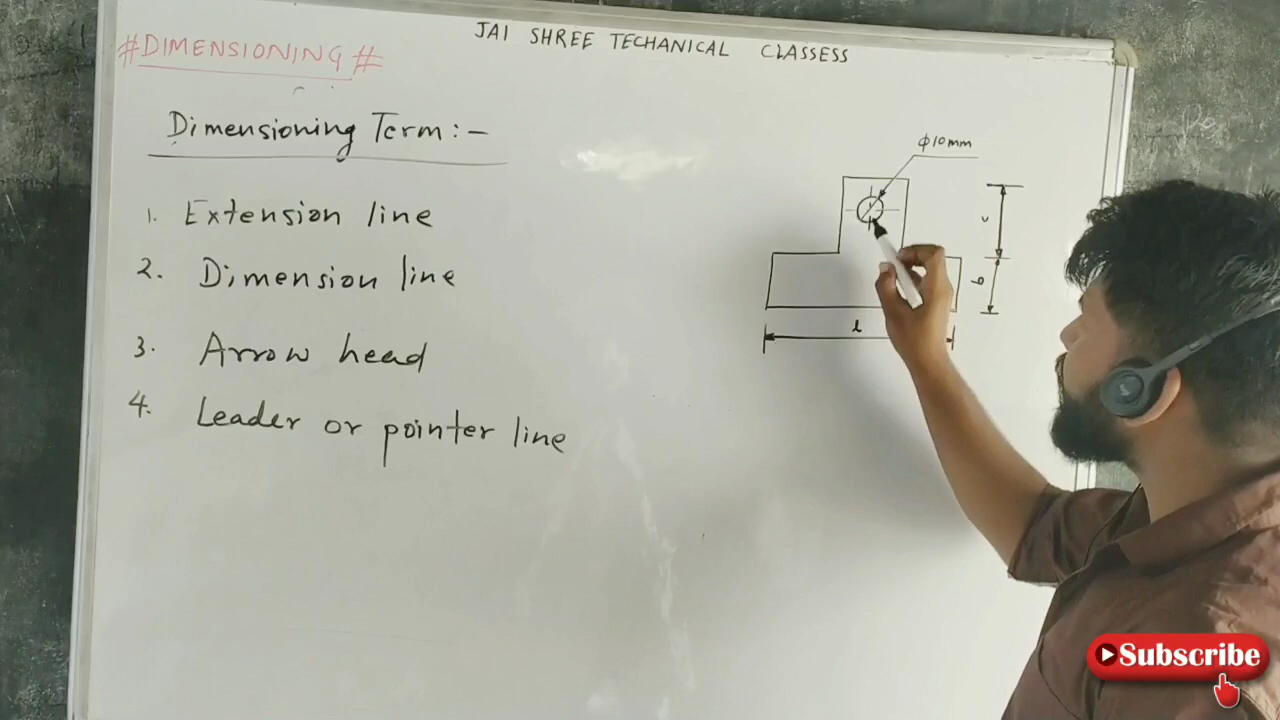 JAI SHREE TECHANICAL CLASSESS
#DIMENSIONING#
Dimensioning Term:-
1. Extension line
2. Dimension line
3. Arrow head
4. Leader or pointer line
ϕ10mm
c
b
l
Subscribe